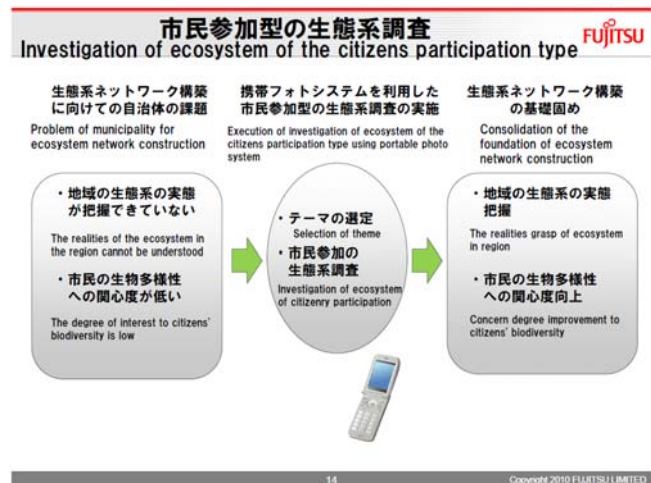 市民参加型の生態系調査
Investigation of ecosystem of the citizens participation type
FUJITSU
生態系ネットワーク構築
に向けての自治体の課題
Problem of municipality for
ecosystem network construction
・地域の生態系の実態
が把握できていない
The realities of the ecosystem in
the region cannot be understood
・市民の生物多様性
への関心度が低い
The degree of interest to citizens'
biodiversity is low
携帯フォトシステムを利用した
市民参加型の生態系調査の実施
Execution of investigation of ecosystem of the
citizens participation type using portable photo
system
・テーマの選定
Selection of theme
・市民参加の
生態系調査
Investigation of ecosystem
of citizenry participation
生態系ネットワーク構築
の基礎固め
Consolidation of the
foundation of ecosystem
network construction
・地域の生態系の実態
把握
The realities grasp of ecosystem
in region
・市民の生物多様性
への関心度向上
Concern degree improvement to
citizens' biodiversity
14
Copyright 2010 FUJITSU LIMITED